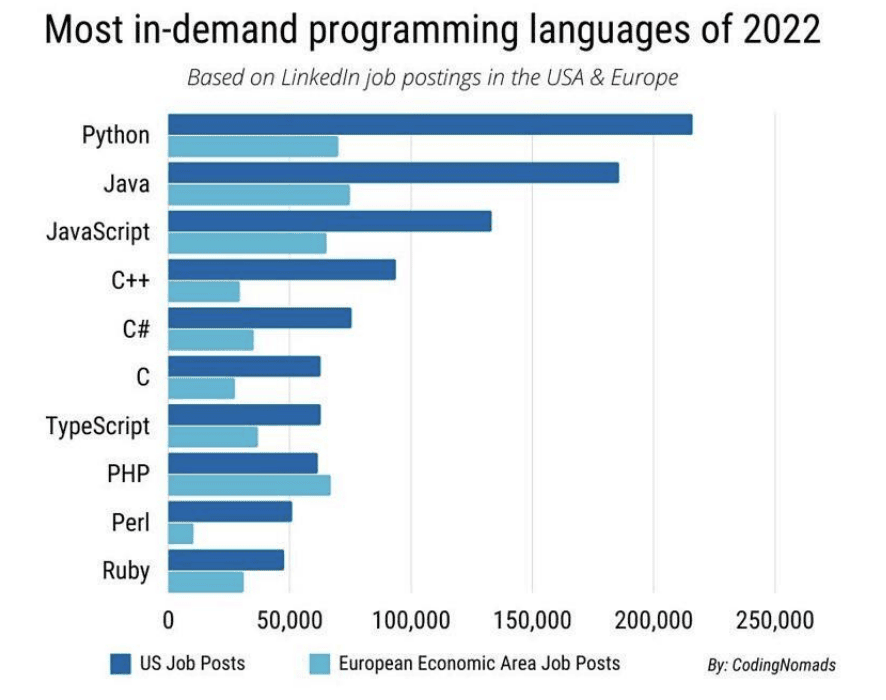 Most in-demand programming languages of 2022
Based on LinkedIn job postings in the USA & Europe
Python
Java
JavaScript
C++
C#
C
TypeScript
PHP
Perl
Ruby
0 50,000 100,000 150,000 200,000 250,000
US Job Posts European Economic Area Job Posts By: CodingNomads